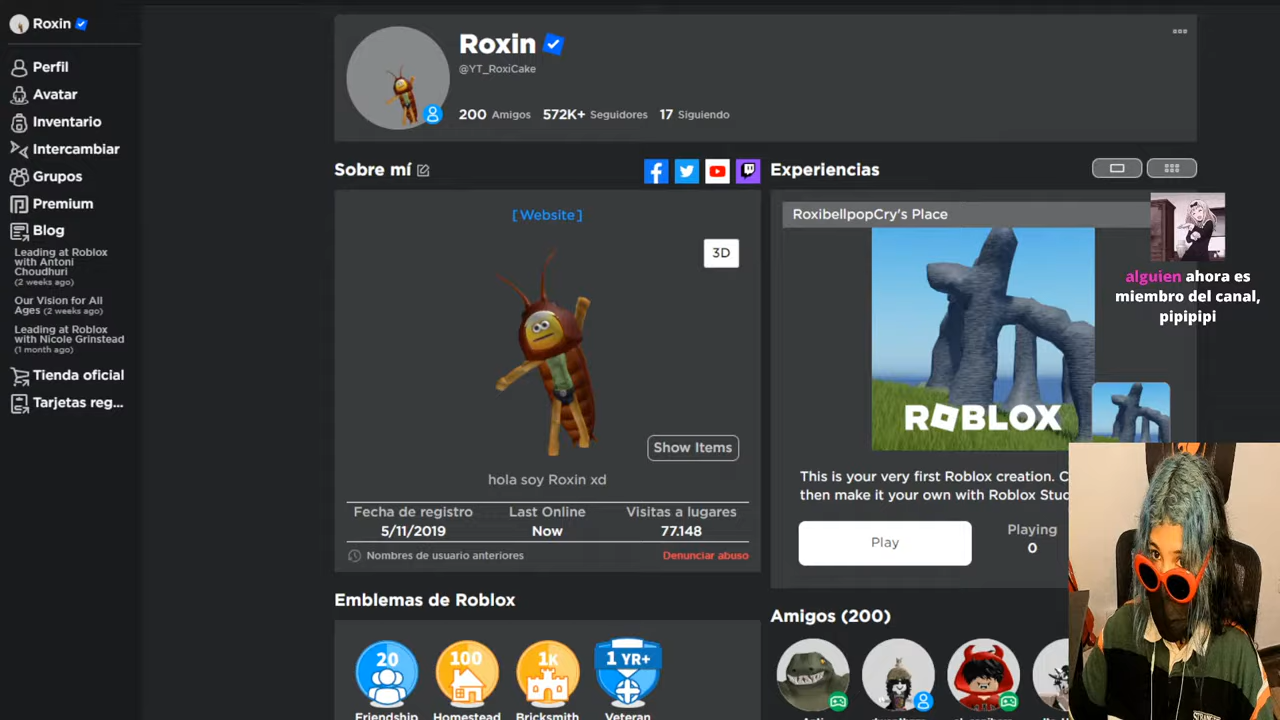 Roxin
Perfil
Avatar
Inventario
Intercambiar
Grupos
Premium
Blog
Leading at Roblox
with Antoni
Choudhuri
(2 weeks ago)
Our Vision for All
Ages (2 weeks ago)
Leading at Roblox
with Nicole Grinstead
(1 month ago)
Tienda oficial
Tarjetas reg...
Roxin
@YT_RoxiCake
200 Amigos 572K+ Seguidores 17 Siguiendo
Sobre mí
[Website]
3D
Show Items
hola soy Roxin xd
Fecha de registro Last Online Visitas a lugares
5/11/2019 Now 77.148
Nombres de usuario anteriores Denunciar abuso
Emblemas de Roblox
20 100 1K 1 YR+
Friendship Homestead Bricksmith Veteran
Experiencias
RoxibellpopCry's Place
ROBLOX
This is your very first Roblox creation.
then make it your own with Roblox
Play
Playing
0
Amigos (200)
alguien ahora es
miembro del canal,
pipipipi